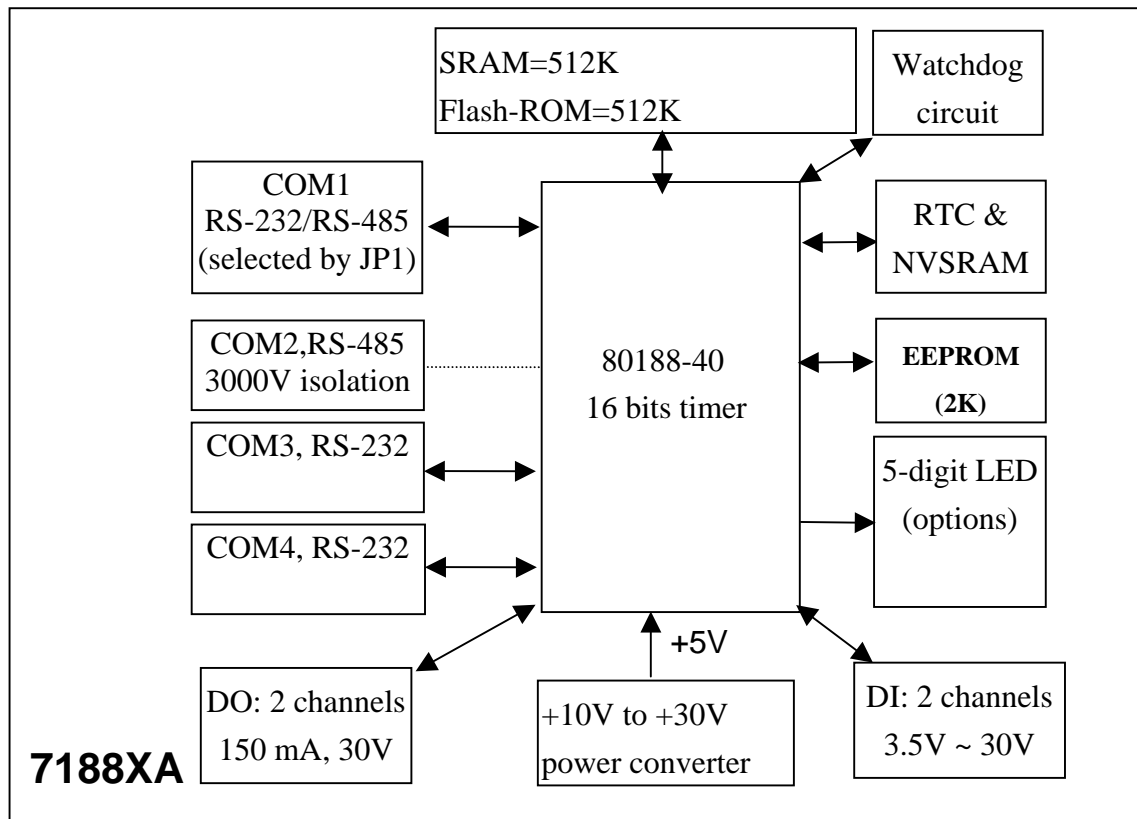 SRAM=512K
Flash-ROM=512K
Watchdog
circuit
COM1
RS-232/RS-485
(selected by JP1)
RTC &
NVSRAM
COM2,RS-485
3000V isolation
80188-40
16 bits timer
EEPROM
(2K)
COM3, RS-232
5-digit LED
(options)
COM4, RS-232
+5V
DO: 2 channels
150 mA, 30V
+10V to +30V
power converter
DI: 2 channels
3.5V ~ 30V
7188XA